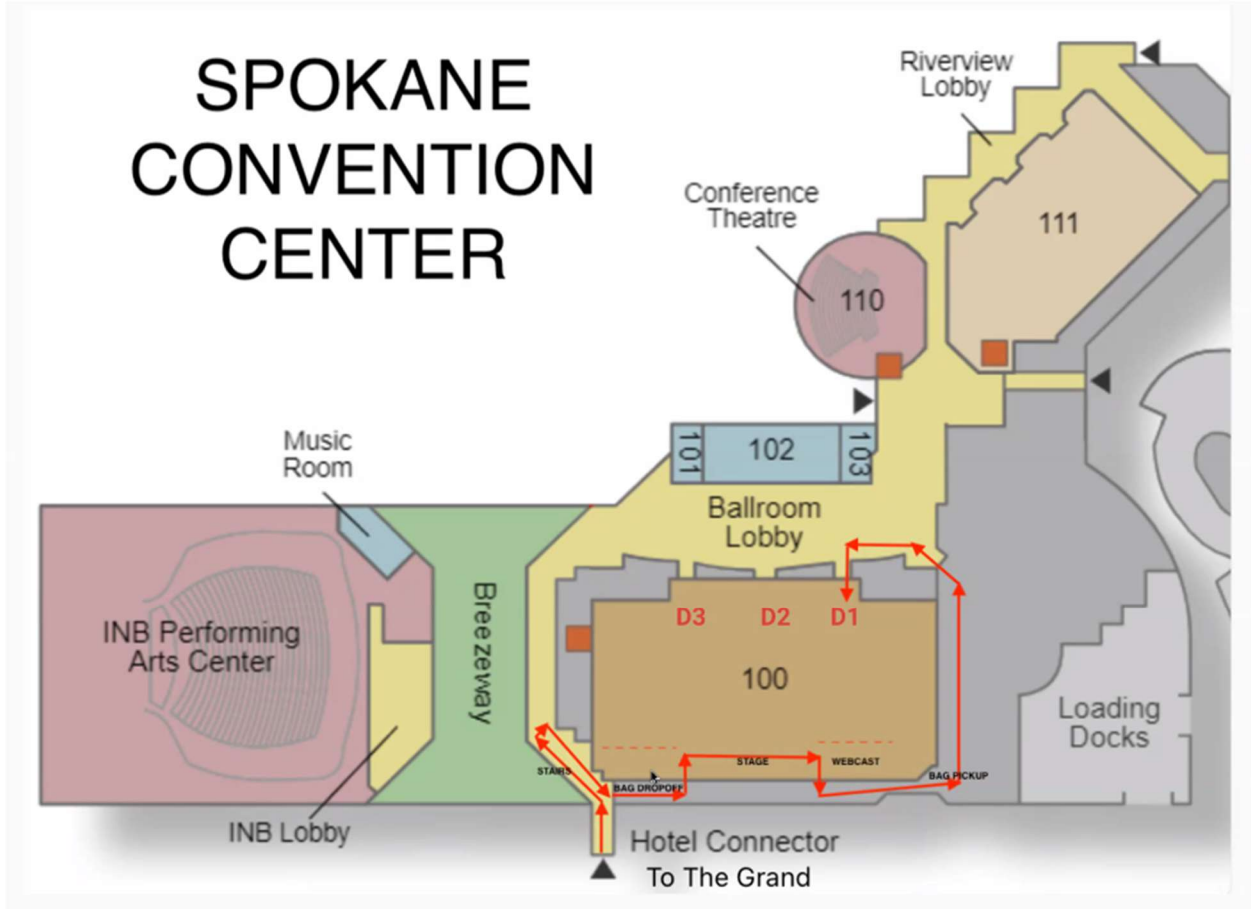 SPOKANE
CONVENTION
CENTER
Riverview
Lobby
Conference
Theatre
111
110
Music
Room
101
102
103
Ballroom
Lobby
D3
D2
D1
INB Performing
Arts Center
Breezeway
100
Loading
Docks
STAIRS
STAGE
WEBCAST
BAG DROPOFF
BAG PICKUP
INB Lobby
Hotel Connector
To The Grand